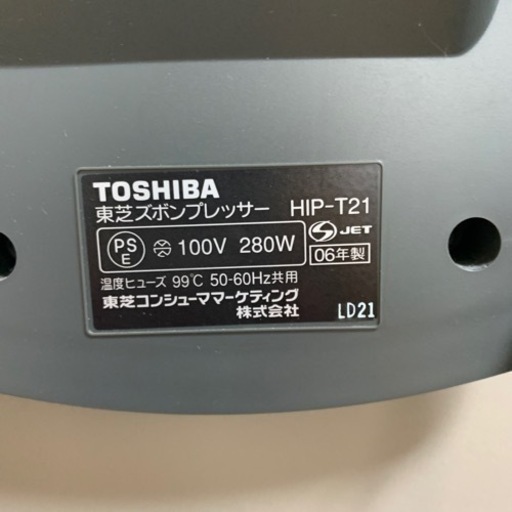 TOSHIBA
東芝ズボンプレッサー HIP-T21
PS E 100V 280W S JET
06年製
温度ヒューズ 99℃ 50-60Hz共用
東芝コンシューママーケティング
株式会社
LD21